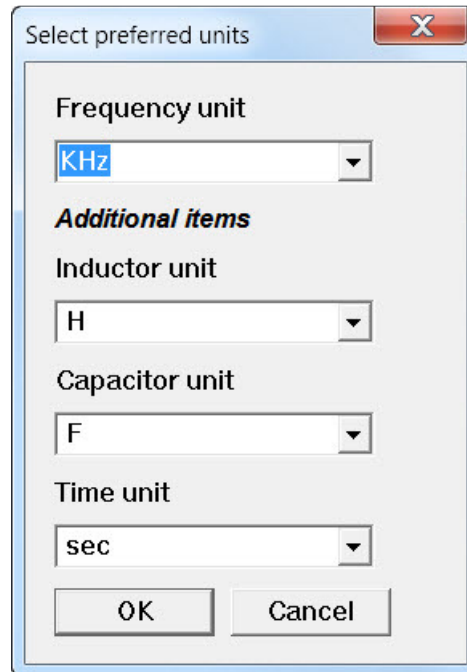 Select preferred units
Frequency unit
KHz
Additional items
Inductor unit
H
Capacitor unit
F
Time unit
sec
OK Cancel